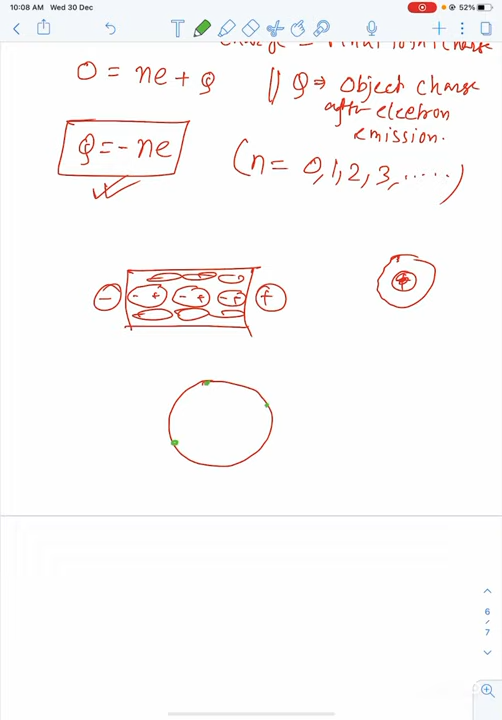 10:08 AM Wed 30 Dec
52%
Charge = 
0 = ne + Q
Q ⇒ Object charge
after electron
emission.
Q = - ne
(n = 0, 1, 2, 3, .....)
- - + - + - + +
+
6
/
7